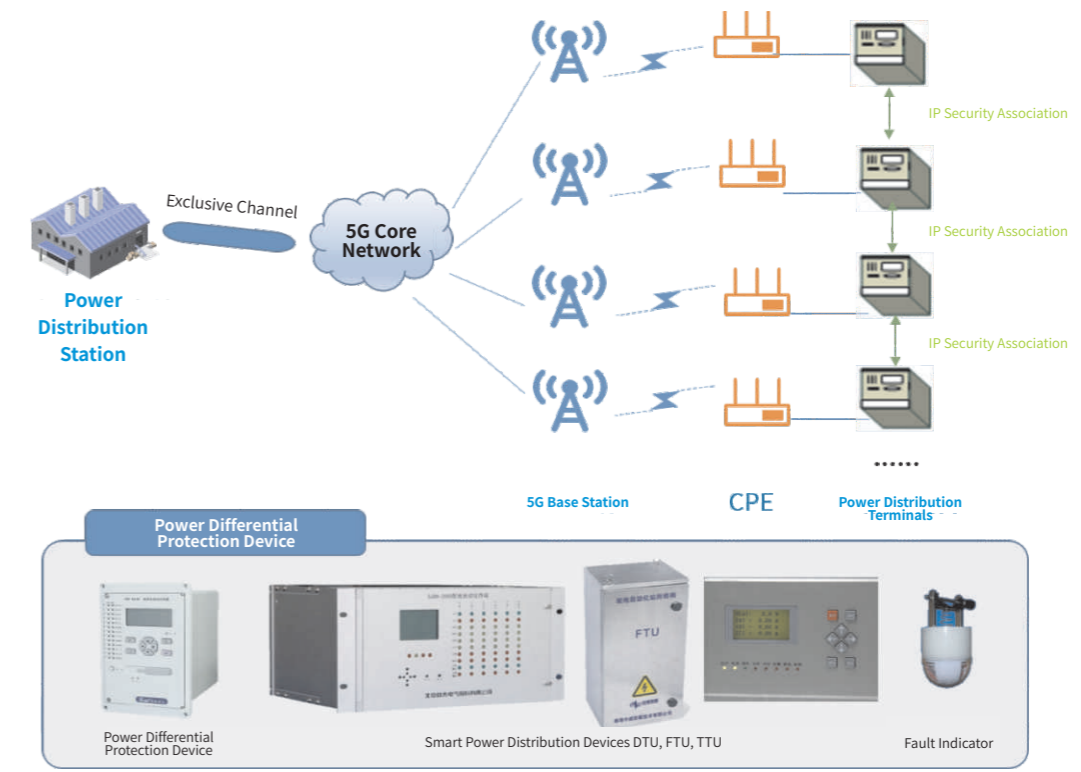 IP Security Association
Exclusive Channel
5G Core
Network
IP Security Association
Power
Distribution
Station
IP Security Association
......
5G Base Station
CPE
Power Distribution
Terminals
Power Differential
Protection Device
FTU
Power Differential
Protection Device
Smart Power Distribution Devices DTU, FTU, TTU
Fault Indicator